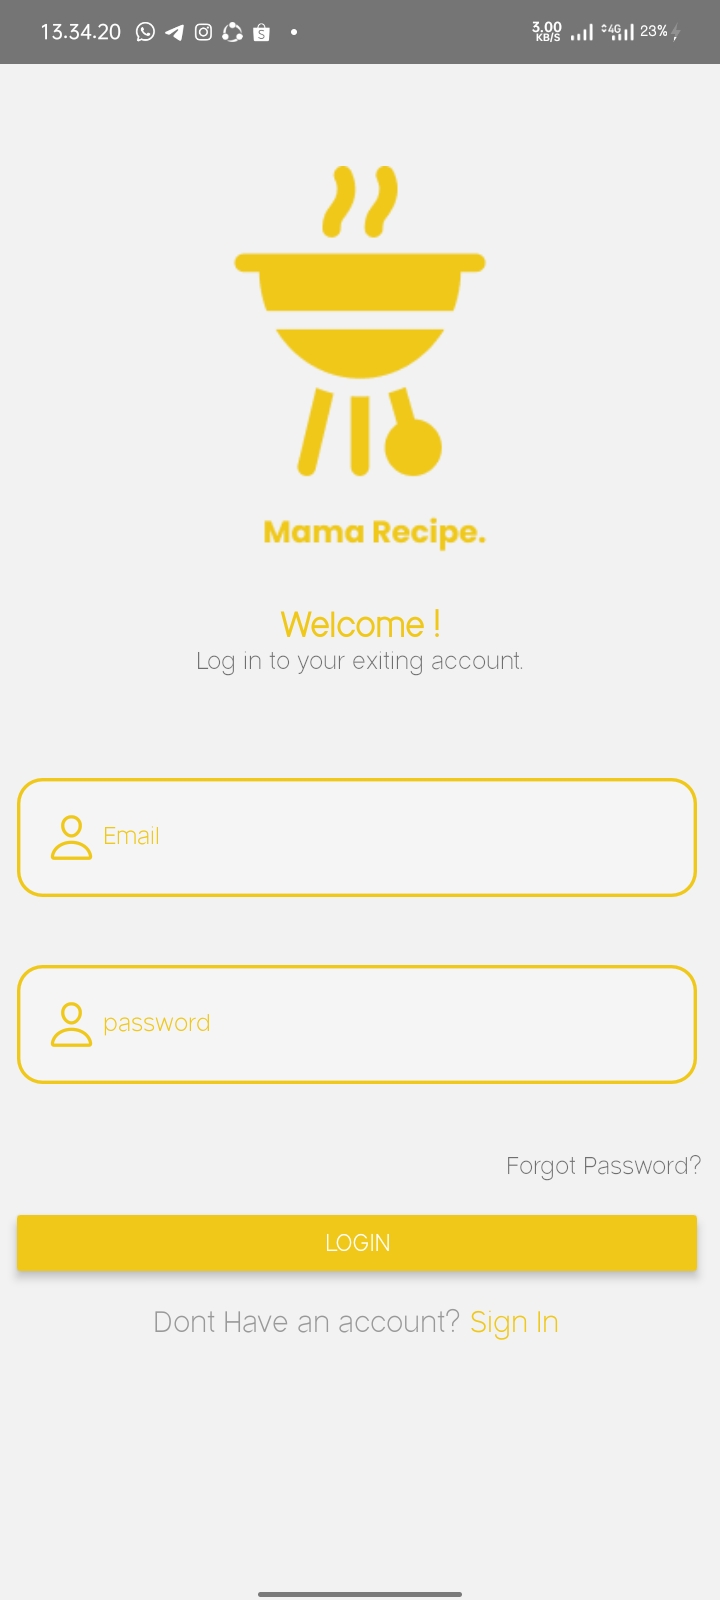 13.34.20 3.00 KB/S 4G 23%
Mama Recipe.
Welcome !
Log in to your exiting account.
Email
password
Forgot Password?
LOGIN
Dont Have an account? Sign In